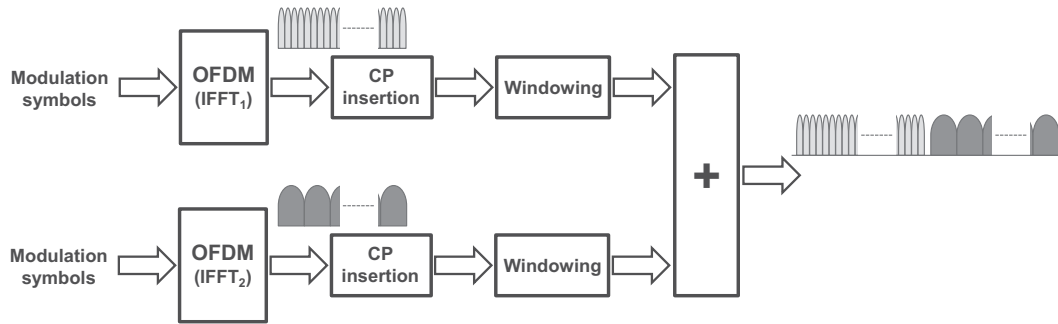 Modulation
symbols
OFDM
(IFFT₁)
CP
insertion
Windowing
+
Modulation
symbols
OFDM
(IFFT₂)
CP
insertion
Windowing